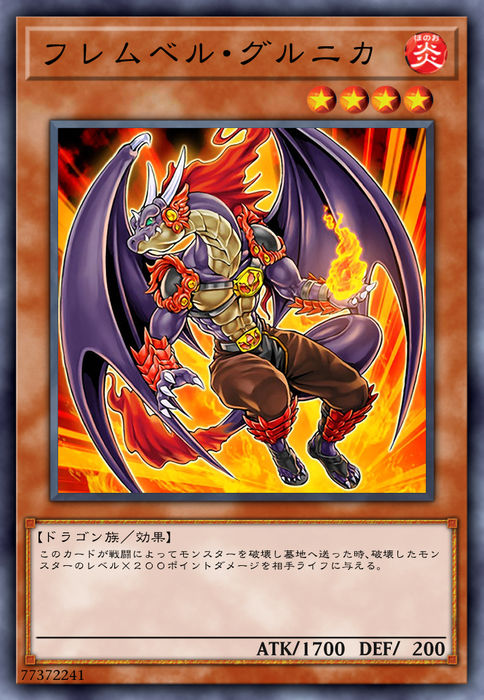 フレムベル・グルニカ
ほのお
炎
【ドラゴン族／効果】
このカードが戦闘によってモンスターを破壊し墓地へ送った時、破壊したモン
スターのレベル×２００ポイントダメージを相手ライフに与える。
ATK/1700 DEF/ 200
77372241